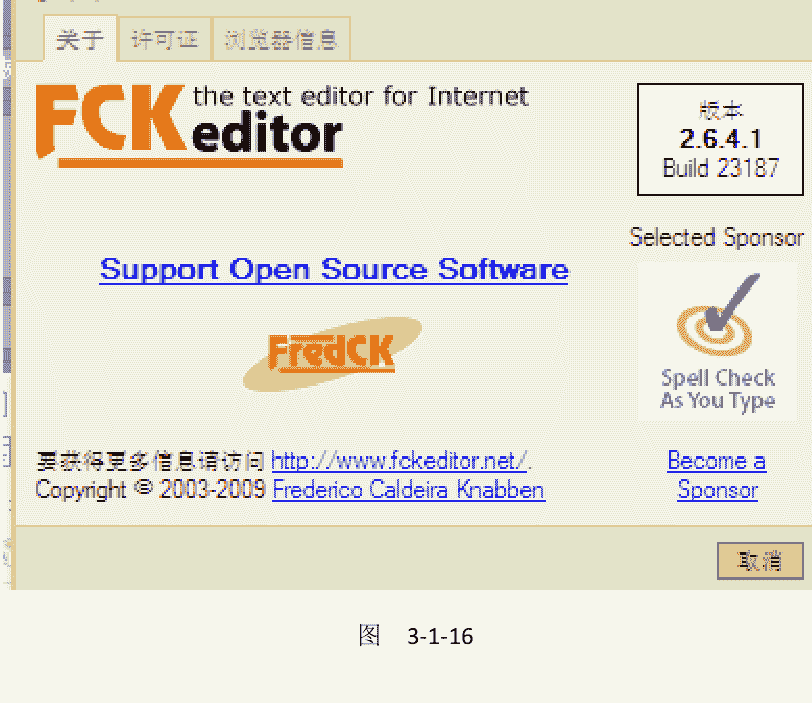 关于 许可证 浏览器信息
FCKeditor the text editor for Internet
版本
2.6.4.1
Build 23187
Selected Sponsor
Support Open Source Software
FredCK
Spell Check
As You Type
要获得更多信息请访问 http://www.fckeditor.net/.
Copyright © 2003-2009 Frederico Caldeira Knabben
Become a
Sponsor
取消
图 3-1-16